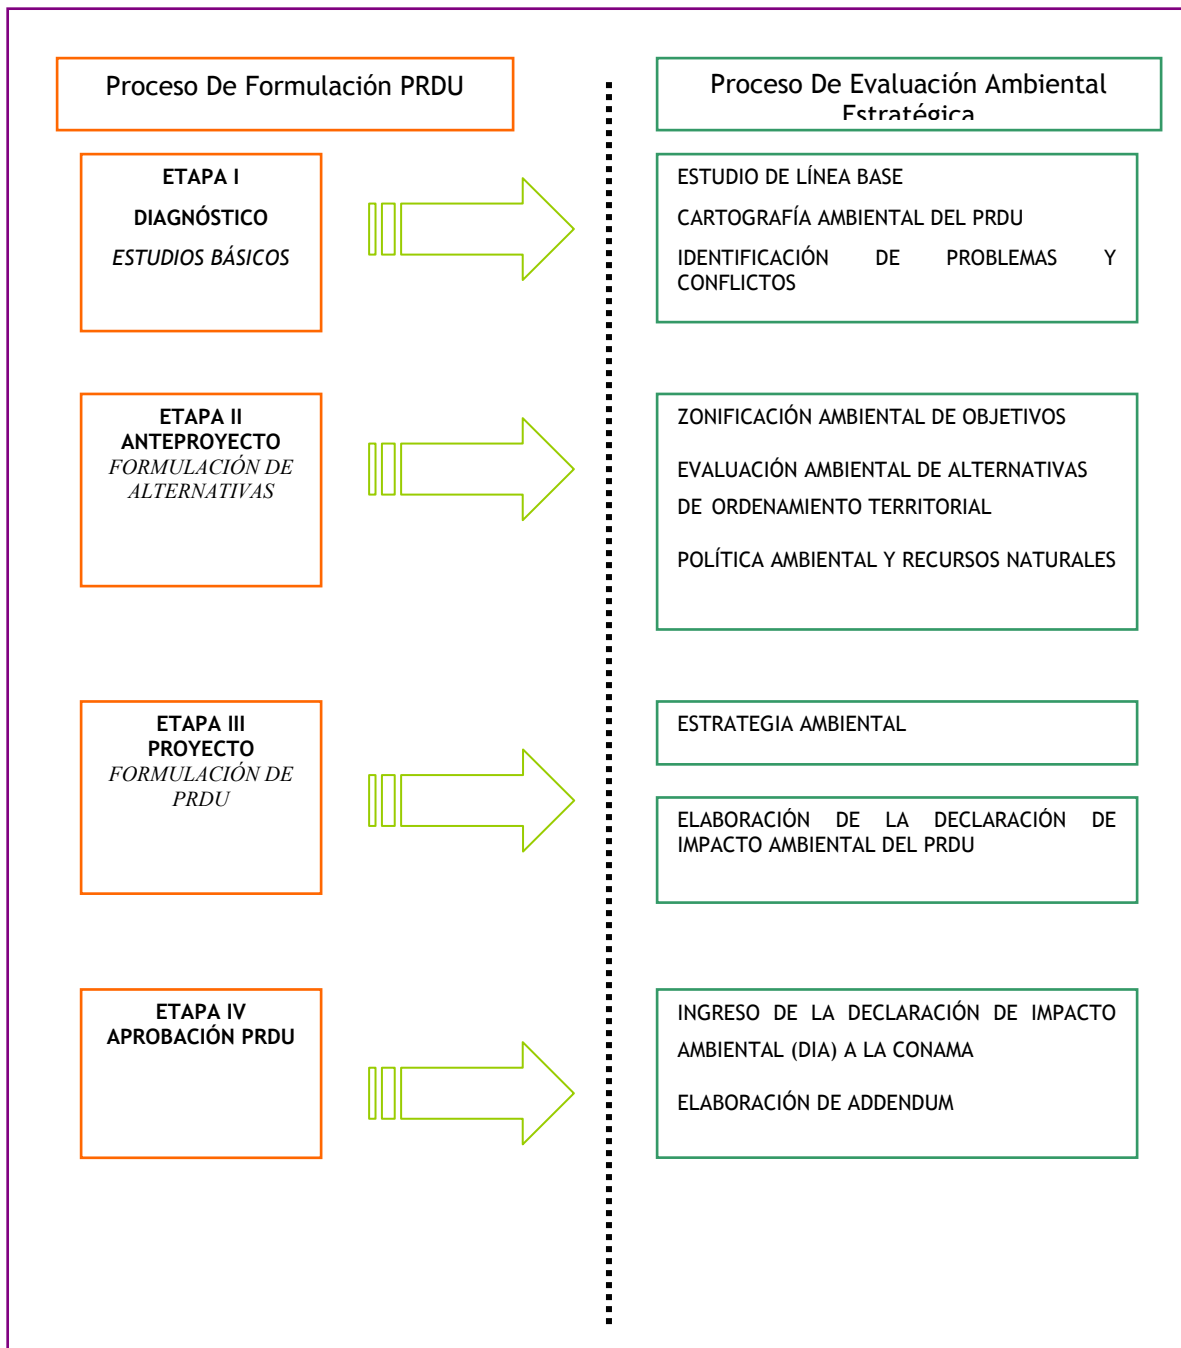 Proceso De Formulación PRDU
Proceso De Evaluación Ambiental
Estratégica
ETAPA I
DIAGNÓSTICO
ESTUDIOS BÁSICOS
ESTUDIO DE LÍNEA BASE
CARTOGRAFÍA AMBIENTAL DEL PRDU
IDENTIFICACIÓN DE PROBLEMAS Y
CONFLICTOS
ETAPA II
ANTEPROYECTO
FORMULACIÓN DE
ALTERNATIVAS
ZONIFICACIÓN AMBIENTAL DE OBJETIVOS
EVALUACIÓN AMBIENTAL DE ALTERNATIVAS
DE ORDENAMIENTO TERRITORIAL
POLÍTICA AMBIENTAL Y RECURSOS NATURALES
ETAPA III
PROYECTO
FORMULACIÓN DE
PRDU
ESTRATEGIA AMBIENTAL
ELABORACIÓN DE LA DECLARACIÓN DE
IMPACTO AMBIENTAL DEL PRDU
ETAPA IV
APROBACIÓN PRDU
INGRESO DE LA DECLARACIÓN DE IMPACTO
AMBIENTAL (DIA) A LA CONAMA
ELABORACIÓN DE ADDENDUM